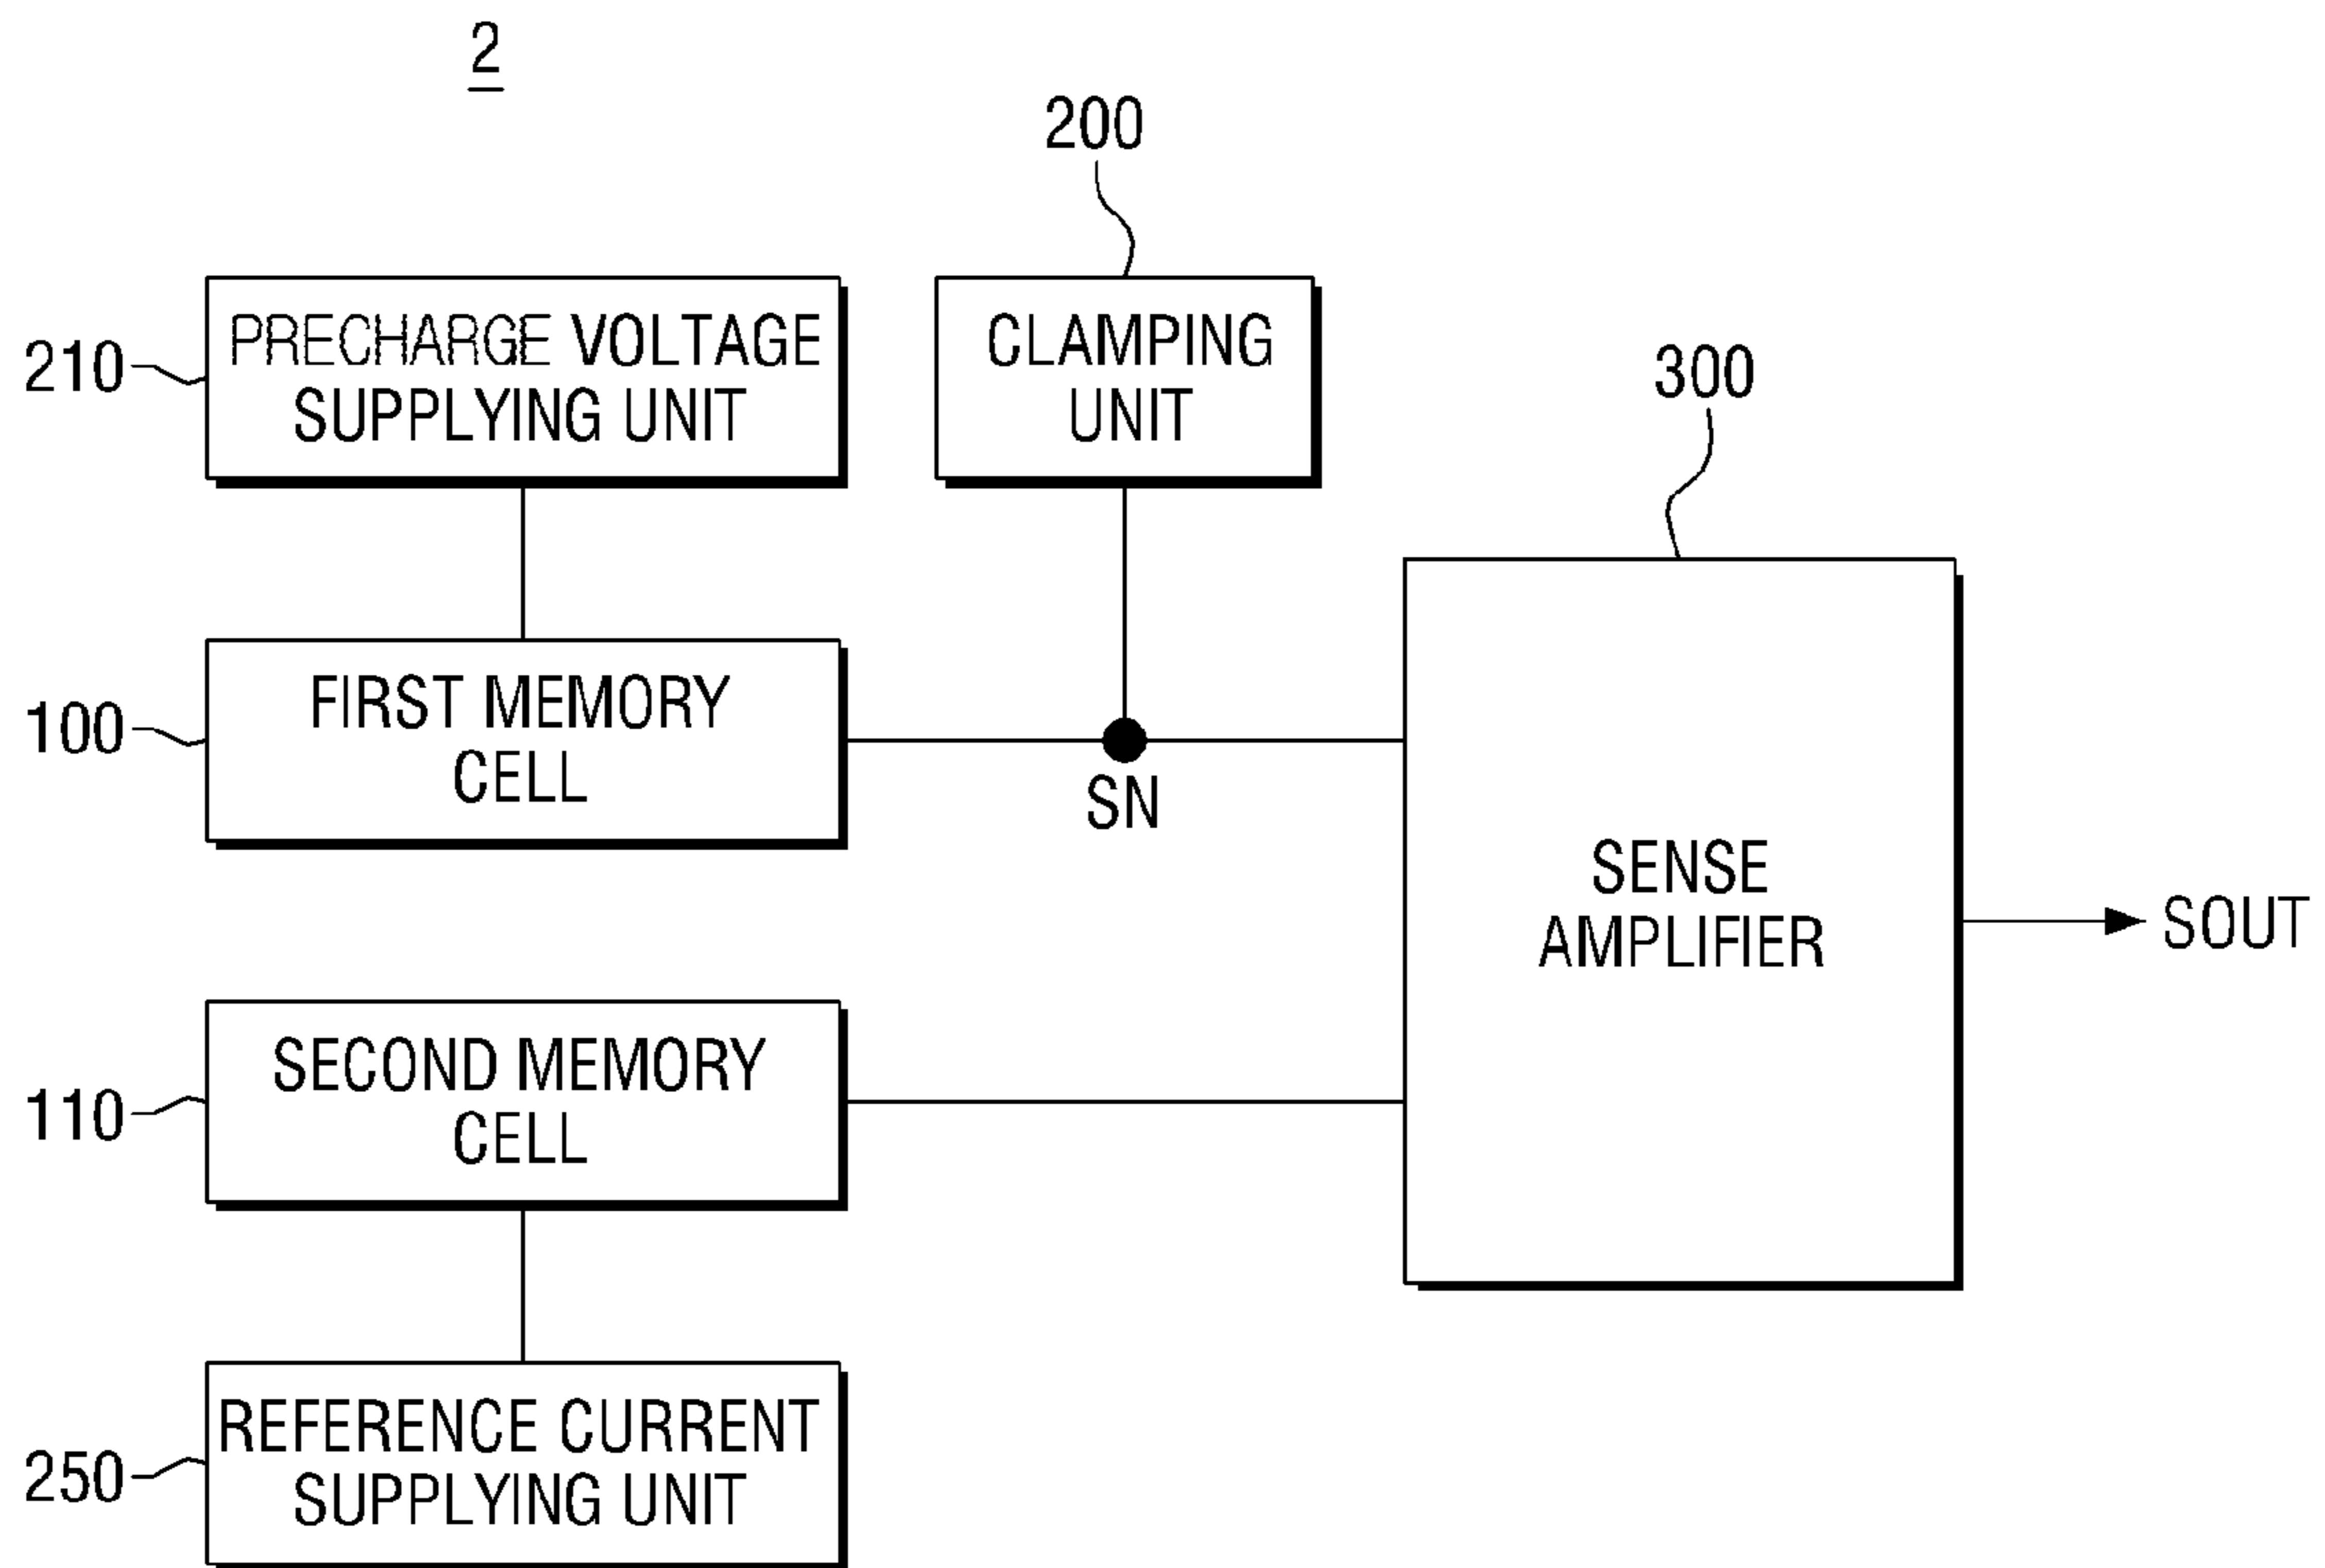 2
200
210
PRECHARGE VOLTAGE
SUPPLYING UNIT
CLAMPING
UNIT
300
100
FIRST MEMORY
CELL
SN
SENSE
AMPLIFIER
SOUT
110
SECOND MEMORY
CELL
250
REFERENCE CURRENT
SUPPLYING UNIT